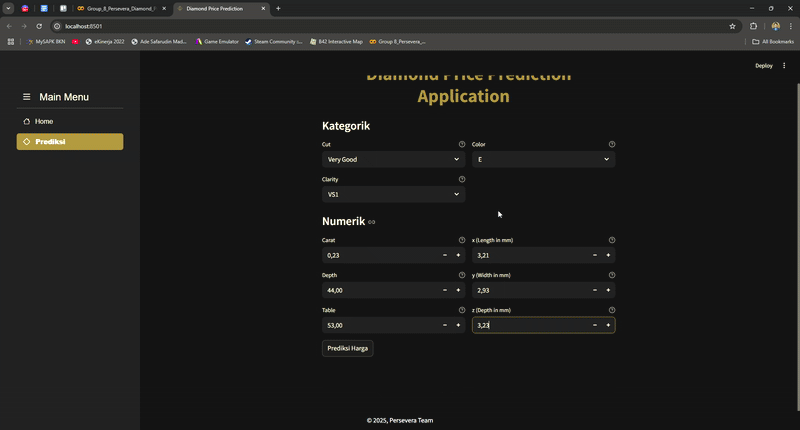 Group_8_Persevera_Diamond_F
Diamond Price Prediction
localhost:8501
MySAPK BKN
eKinerja 2022
Ade Safarudin Mad...
Game Emulator
Steam Community :...
B42 Interactive Map
Group_8_Persevera_...
All Bookmarks
Deploy
Main Menu
Home
Prediksi
Diamond Price Prediction
Application
Kategorik
Cut
Color
Very Good
E
Clarity
VS1
Numerik
Carat
x (Length in mm)
0,23
3,21
Depth
y (Width in mm)
44,00
2,93
Table
z (Depth in mm)
53,00
3,23
Prediksi Harga
© 2025, Persevera Team